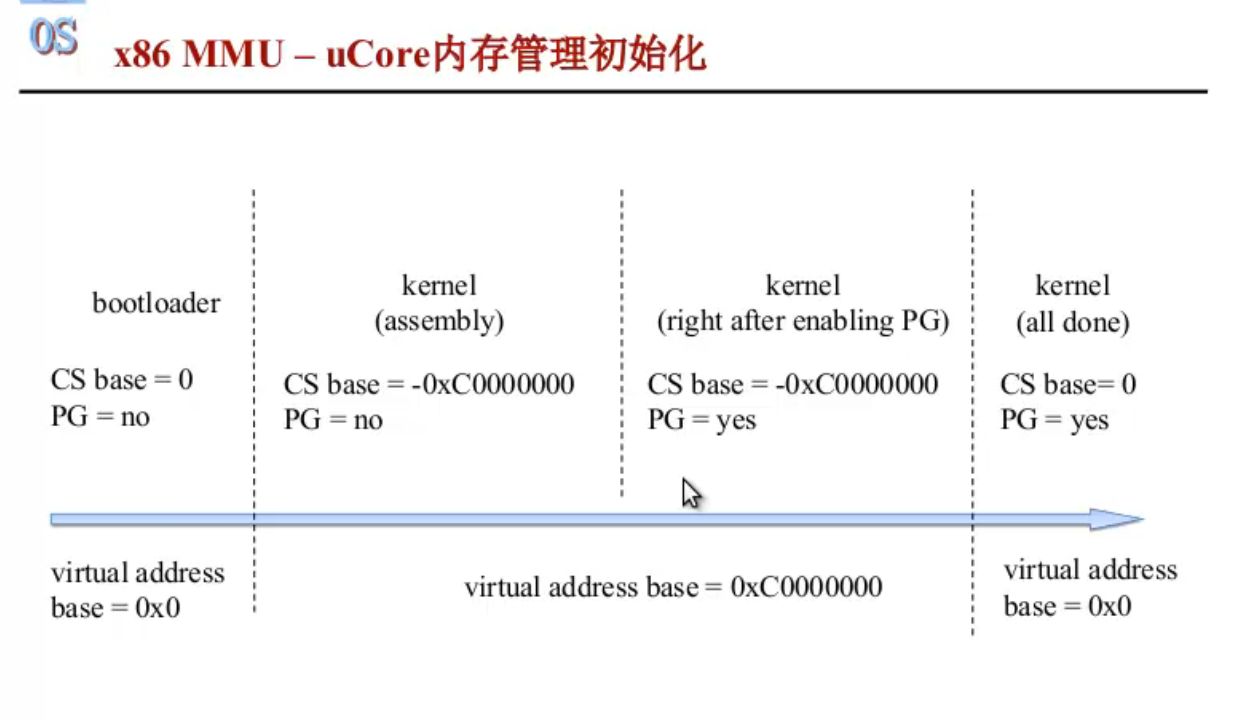 OS
x86 MMU – uCore内存管理初始化
bootloader
CS base = 0
PG = no
kernel
(assembly)
CS base = -0xC0000000
PG = no
kernel
(right after enabling PG)
CS base = -0xC0000000
PG = yes
kernel
(all done)
CS base= 0
PG = yes
virtual address
base = 0x0
virtual address base = 0xC0000000
virtual address
base = 0x0